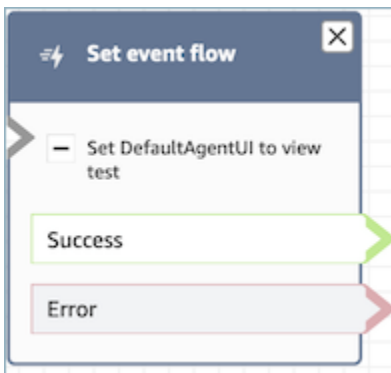 Set event flow
Set DefaultAgentUI to view
test
Success
Error